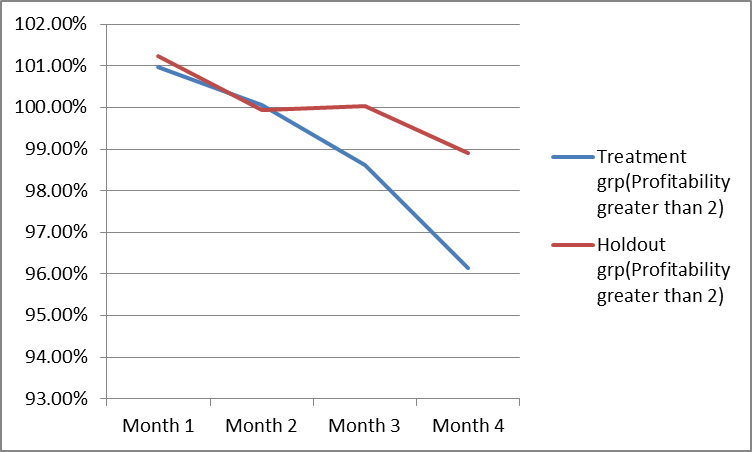 102.00%
101.00%
100.00%
99.00%
98.00%
97.00%
96.00%
95.00%
94.00%
93.00%
Month 1 Month 2 Month 3 Month 4
Treatment
grp(Profitability
greater than 2)
Holdout
grp(Profitability
greater than 2)